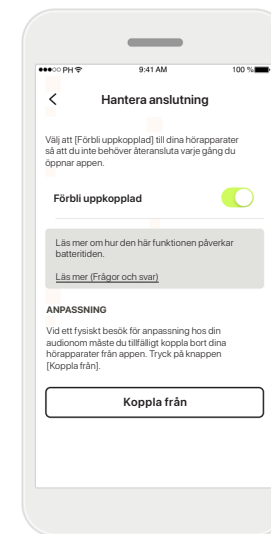 PH
9:41 AM
100 %
Hantera anslutning
Välj att [Förbli uppkopplad] till dina hörapparater
så att du inte behöver återansluta varje gång du
öppnar appen.
Förbli uppkopplad
Läs mer om hur den här funktionen påverkar
batteritiden.
Läs mer (Frågor och svar)
ANPASSNING
Vid ett fysiskt besök för anpassning hos din
audionom måste du tillfälligt koppla bort dina
hörapparater från appen. Tryck på knappen
[Koppla från].
Koppla från